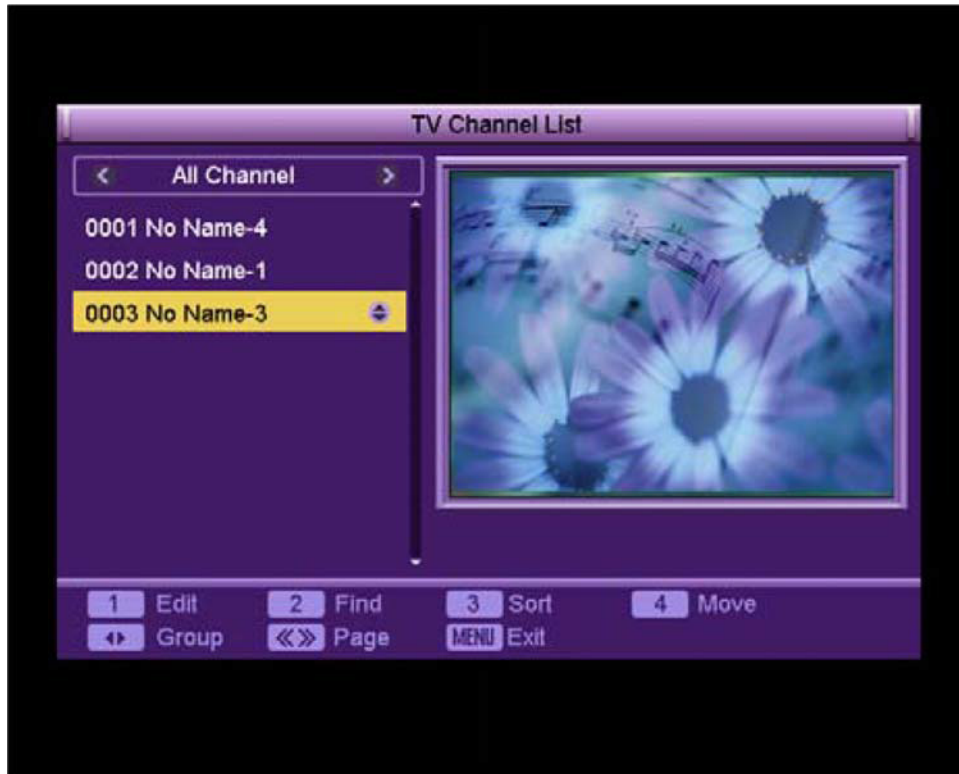 TV Channel List
All Channel
0001 No Name-4
0002 No Name-1
0003 No Name-3
1 Edit 2 Find 3 Sort 4 Move
Group Page MENU Exit